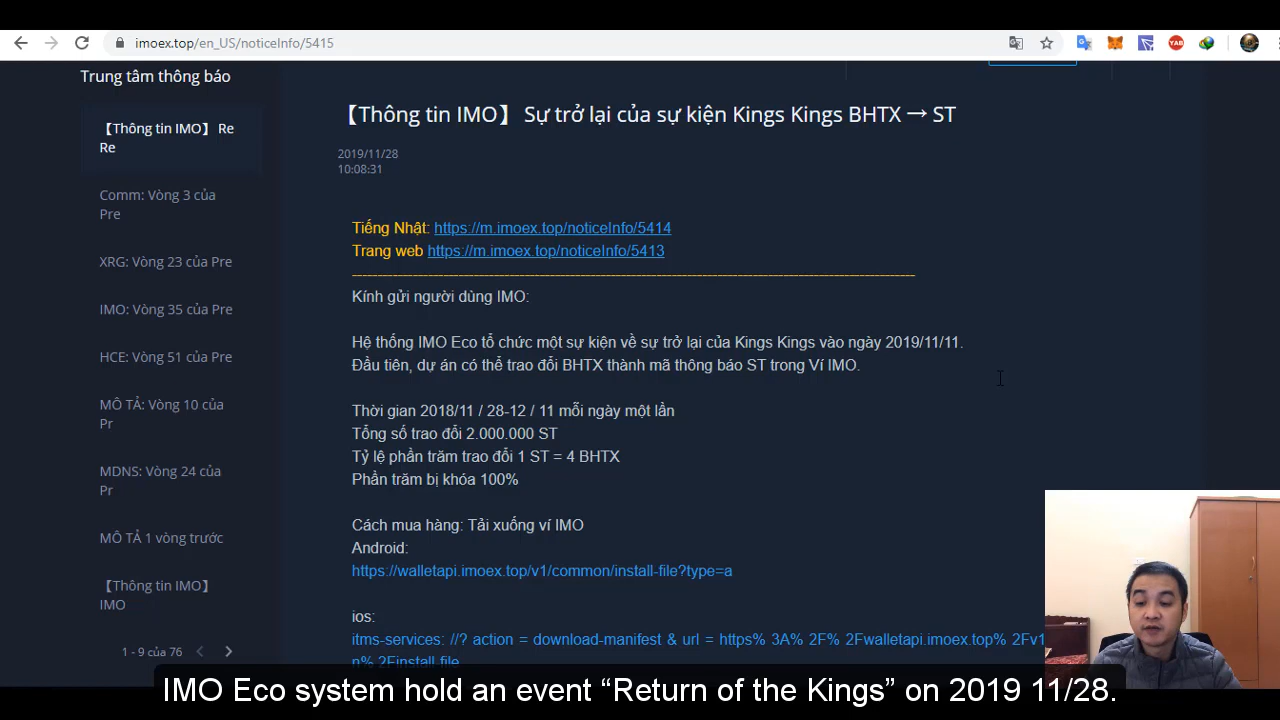 imoex.top/en_US/noticeInfo/5415
Trung tâm thông báo
【Thông tin IMO】 Re
Re
Comm: Vòng 3 của
Pre
XRG: Vòng 23 của Pre
IMO: Vòng 35 của Pre
HCE: Vòng 51 của Pre
MÔ TẢ: Vòng 10 của
Pr
MDNS: Vòng 24 của
Pr
MÔ TẢ 1 vòng trước
【Thông tin IMO】
IMO
1 - 9 của 76
【Thông tin IMO】 Sự trở lại của sự kiện Kings Kings BHTX → ST
2019/11/28
10:08:31
Tiếng Nhật: https://m.imoex.top/noticeInfo/5414
Trang web https://m.imoex.top/noticeInfo/5413
Kính gửi người dùng IMO:
Hệ thống IMO Eco tổ chức một sự kiện về sự trở lại của Kings Kings vào ngày 2019/11/11.
Đầu tiên, dự án có thể trao đổi BHTX thành mã thông báo ST trong Ví IMO.
Thời gian 2018/11 / 28-12 / 11 mỗi ngày một lần
Tổng số trao đổi 2.000.000 ST
Tỷ lệ phần trăm trao đổi 1 ST = 4 BHTX
Phần trăm bị khóa 100%
Cách mua hàng: Tải xuống ví IMO
Android:
https://walletapi.imoex.top/v1/common/install-file?type=a
ios:
itms-services: //? action = download-manifest & url = https% 3A% 2F% 2Fwalletapi.imoex.top% 2Fv1
n% 2Finstall-file
YAB
IMO Eco system hold an event “Return of the Kings” on 2019 11/28.